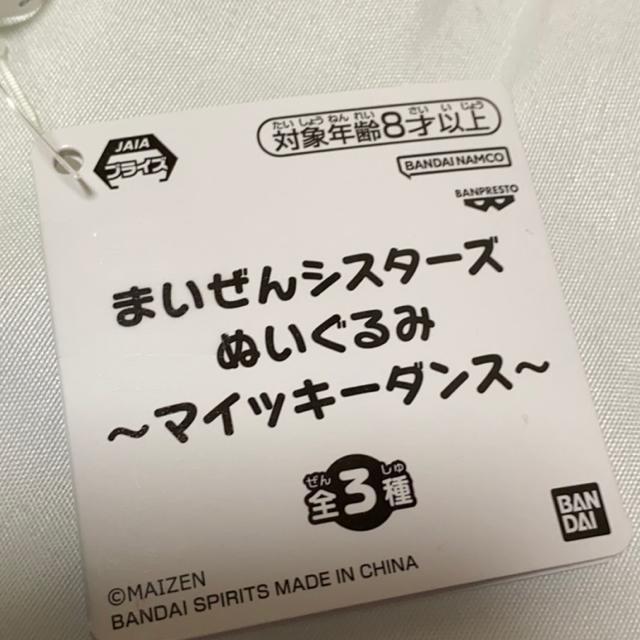 JAIA
プライズ
たいしょうねんれい さいいじょう
対象年齢8才以上
BANDAI NAMCO
BANPRESTO
まいぜんシスターズ
ぬいぐるみ
～マイッキーダンス～
ぜん しゅ
全3種
BAN
DAI
©MAIZEN
BANDAI SPIRITS MADE IN CHINA